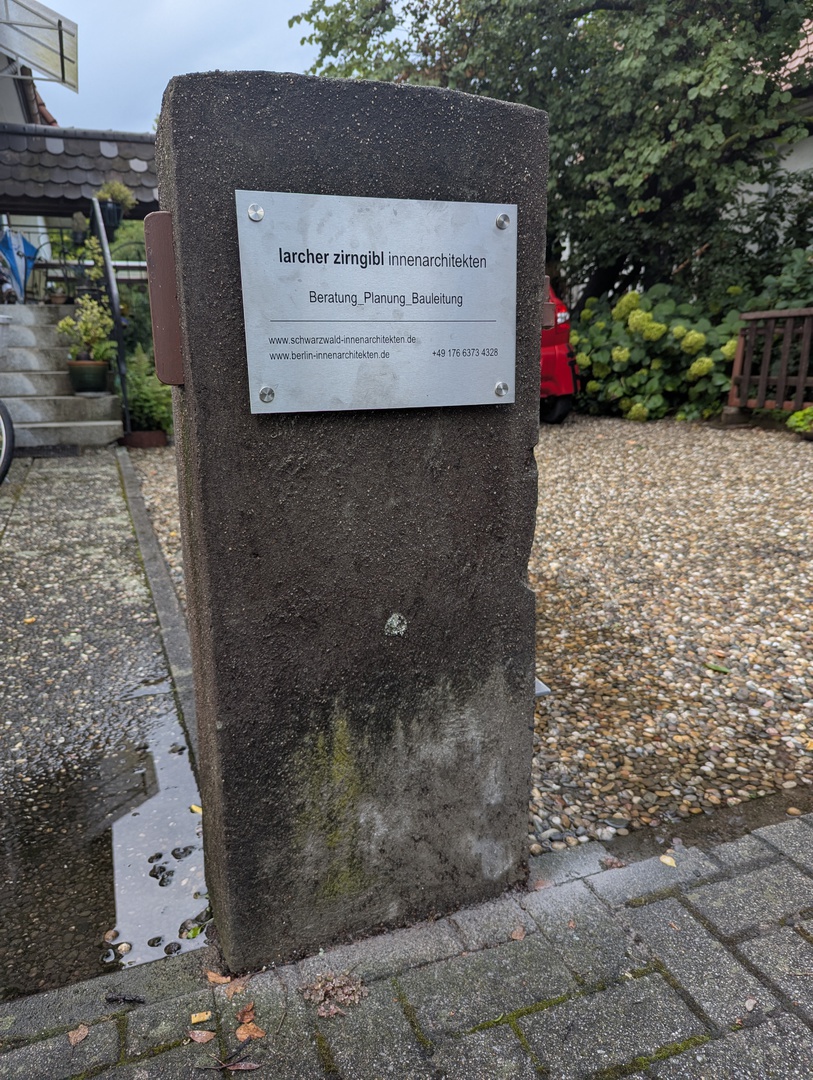 larcher zirngibl innenarchitekten
Beratung_Planung_Bauleitung
www.schwarzwald-innenarchitekten.de
www.berlin-innenarchitekten.de +49 176 6373 4328